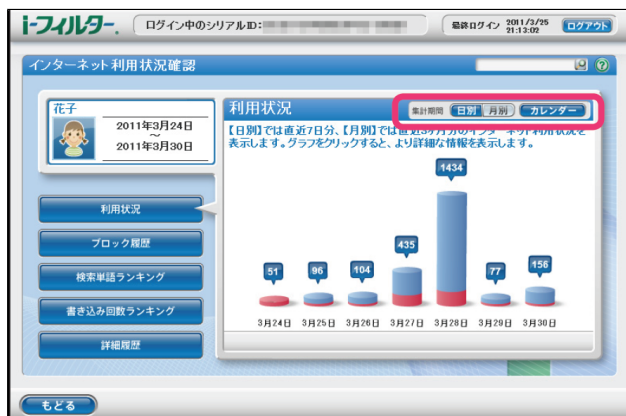 i-フィルター.
ログイン中のシリアルID:
最終ログイン 2011/3/25 21:13:02
ログアウト
インターネット利用状況確認
花子
2011年3月24日
～
2011年3月30日
利用状況
集計期間 日別 月別 カレンダー
【日別】では直近7日分、【月別】では直近3ヶ月分のインターネット利用状況を
表示します。グラフをクリックすると、より詳細な情報を表示します。
利用状況
ブロック履歴
検索単語ランキング
書き込み回数ランキング
詳細履歴
51 96 104 435 1434 77 156
3月24日 3月25日 3月26日 3月27日 3月28日 3月29日 3月30日
もどる